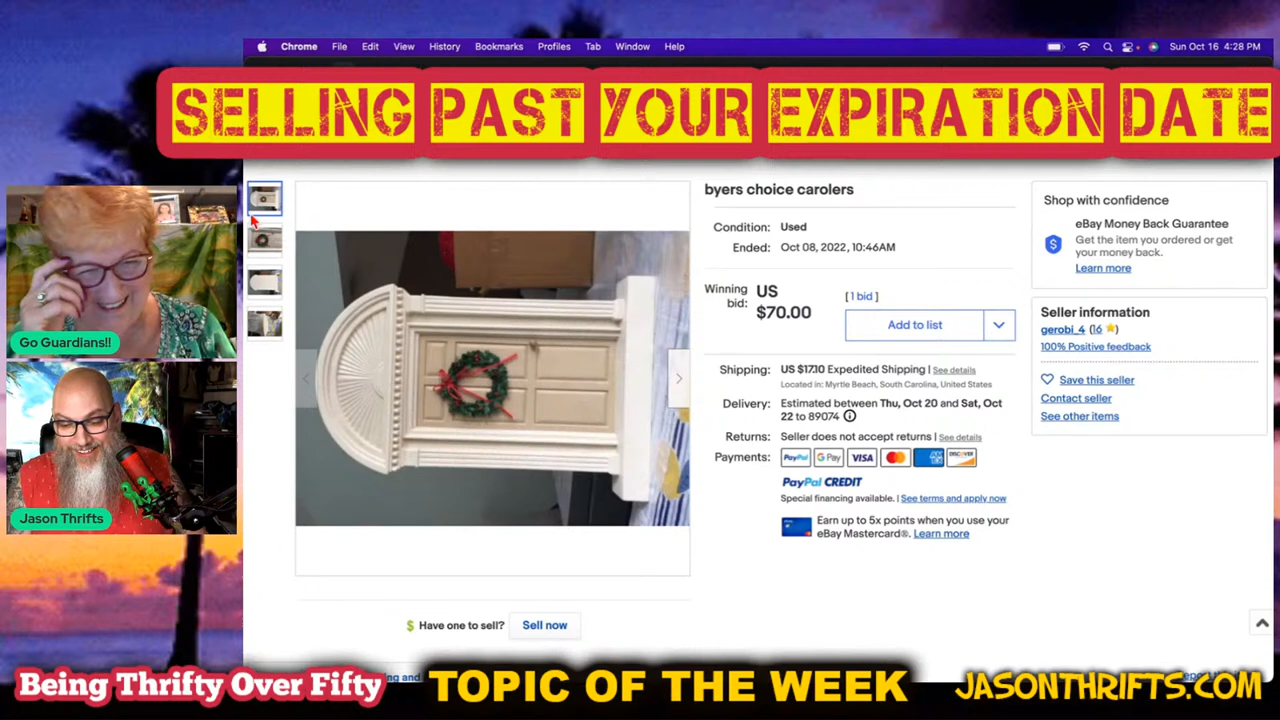 Chrome File Edit View History Bookmarks Profiles Tab Window Help Sun Oct 16 4:28 PM
SELLING PAST YOUR EXPIRATION DATE
byers choice carolers
Condition: Used
Ended: Oct 08, 2022, 10:46AM
Winning bid: US $70.00 [ 1 bid ]
Add to list
Shipping: US $17.10 Expedited Shipping | See details
Located in: Myrtle Beach, South Carolina, United States
Delivery: Estimated between Thu, Oct 20 and Sat, Oct
22 to 89074
Returns: Seller does not accept returns | See details
Payments: PayPal G Pay VISA DISCOVER
PayPal CREDIT
Special financing available. | See terms and apply now
Earn up to 5x points when you use your
eBay Mastercard®. Learn more
Shop with confidence
eBay Money Back Guarantee
Get the item you ordered or get
your money back.
Learn more
Seller information
gerobi_4 (16)
100% Positive feedback
Save this seller
Contact seller
See other items
Go Guardians!!
Jason Thrifts
Have one to sell? Sell now
Being Thrifty Over Fifty
TOPIC OF THE WEEK
JASONTHRIFTS.COM